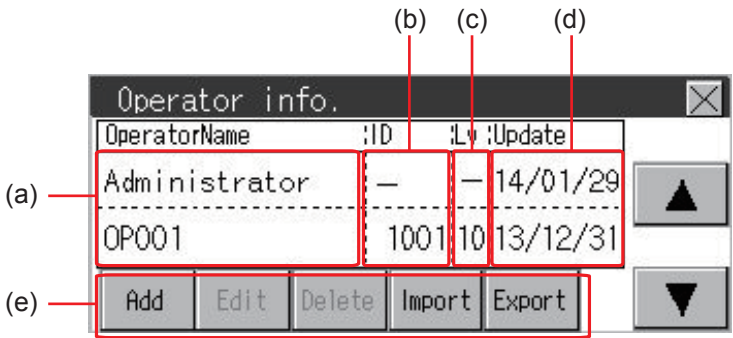 (b) (c) (d)
Operator info.
OperatorName ¦ID ¦Lv ¦Update
(a)
Administrator – – 14/01/29
OP001 1001 10 13/12/31
(e)
Add Edit Delete Import Export